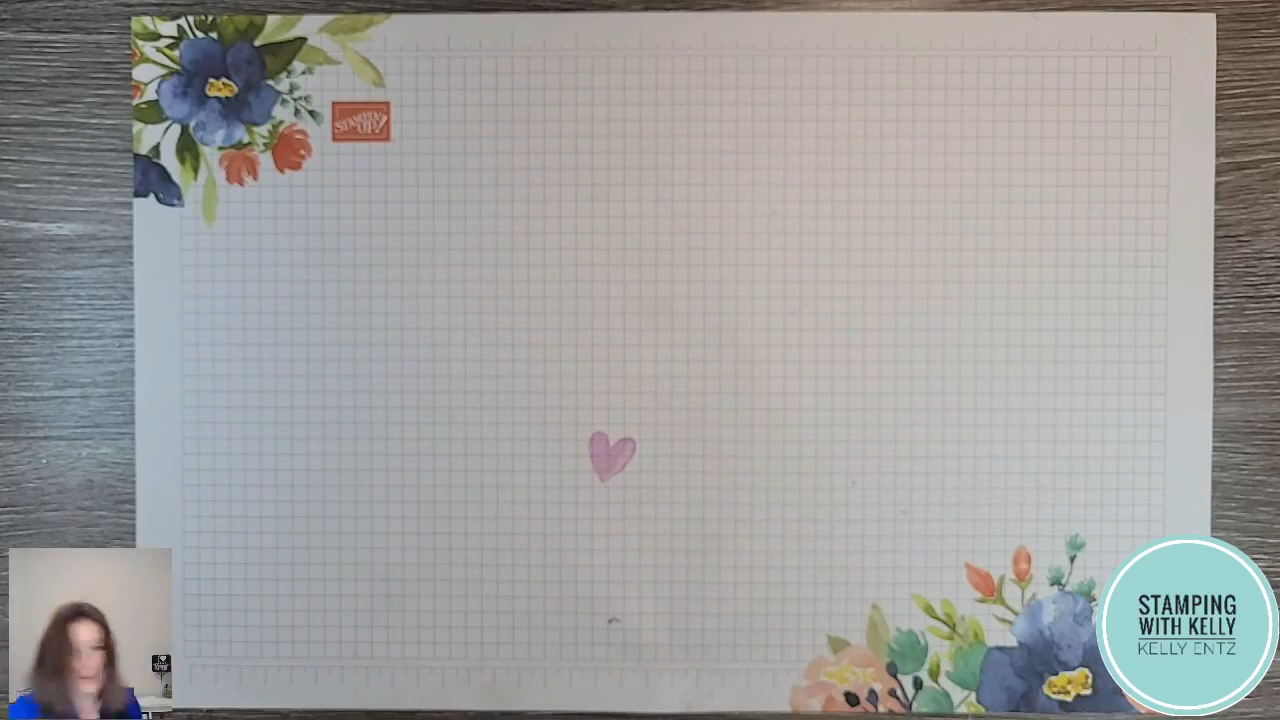 STAMPIN'
UP!
STAMPING
WITH KELLY
KELLY ENTZ